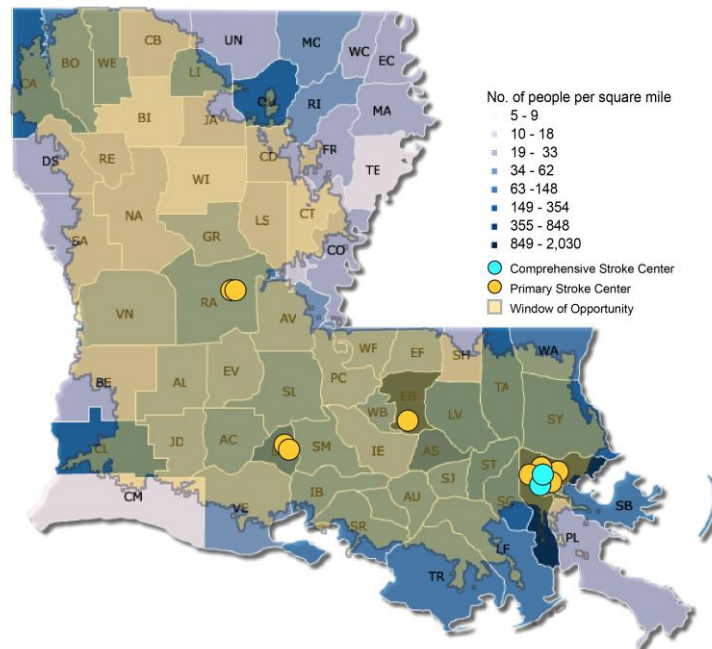 UN
MO
WC
EC
CB
BO
WE
LI
CA
OU
RI
MA
BI
JA
FR
DS
RE
CD
TE
WI
NA
CT
LS
SA
GR
CO
RA
VN
AV
WF
EF
SH
WA
BE
AL
EV
PC
TA
SL
EB
WB
LV
SY
JD
AC
SM
IE
AS
CL
ST
SJ
CM
VE
IB
AU
SC
SB
SR
LF
PL
TR
No. of people per square mile
5 - 9
10 - 18
19 - 33
34 - 62
63 -148
149 - 354
355 - 848
849 - 2,030
Comprehensive Stroke Center
Primary Stroke Center
Window of Opportunity